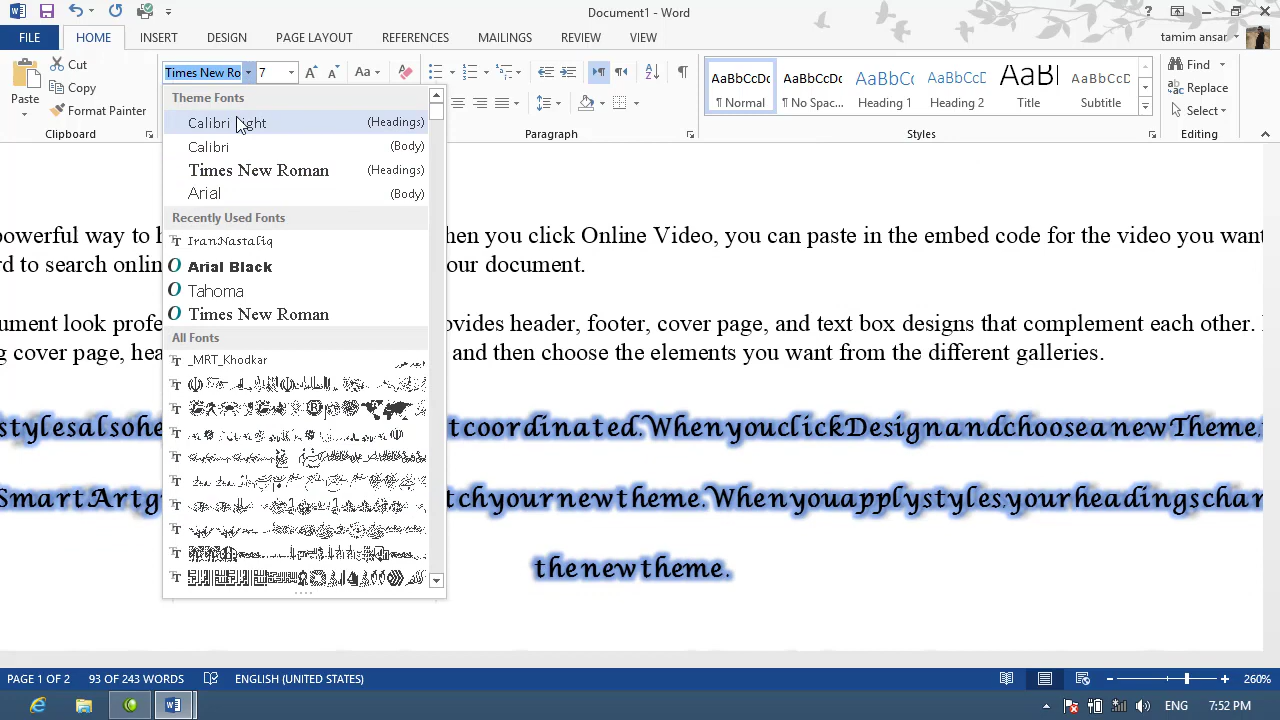 Document1 - Word
FILE
HOME
INSERT
DESIGN
PAGE LAYOUT
REFERENCES
MAILINGS
REVIEW
VIEW
tamim ansar
Paste
Cut
Copy
Format Painter
Clipboard
Times New Ro
7
Aa
Paragraph
AaBbCcDc
¶ Normal
AaBbCcDc
¶ No Spac...
AaBbCc
Heading 1
AaBbCcD
Heading 2
AaBb
Title
AaBbCcD
Subtitle
Styles
Find
Replace
Select
Editing
Theme Fonts
Calibri Light (Headings)
Calibri (Body)
Times New Roman (Headings)
Arial (Body)
Recently Used Fonts
IranNastaliq
Arial Black
Tahoma
Times New Roman
All Fonts
_MRT_Khodkar
powerful way to h
hen you click Online Video, you can paste in the embed code for the video you want
rd to search onlin
our document.
ument look profe
ovides header, footer, cover page, and text box designs that complement each other.
g cover page, hea
and then choose the elements you want from the different galleries.
stylesalsohe
tcoordinated.WhenyouclickDesignandchooseanewTheme,
SmartArtg
tchyournewtheme.Whenyouapplystyles,yourheadingschan
thenewtheme.
PAGE 1 OF 2
93 OF 243 WORDS
ENGLISH (UNITED STATES)
260%
ENG
7:52 PM